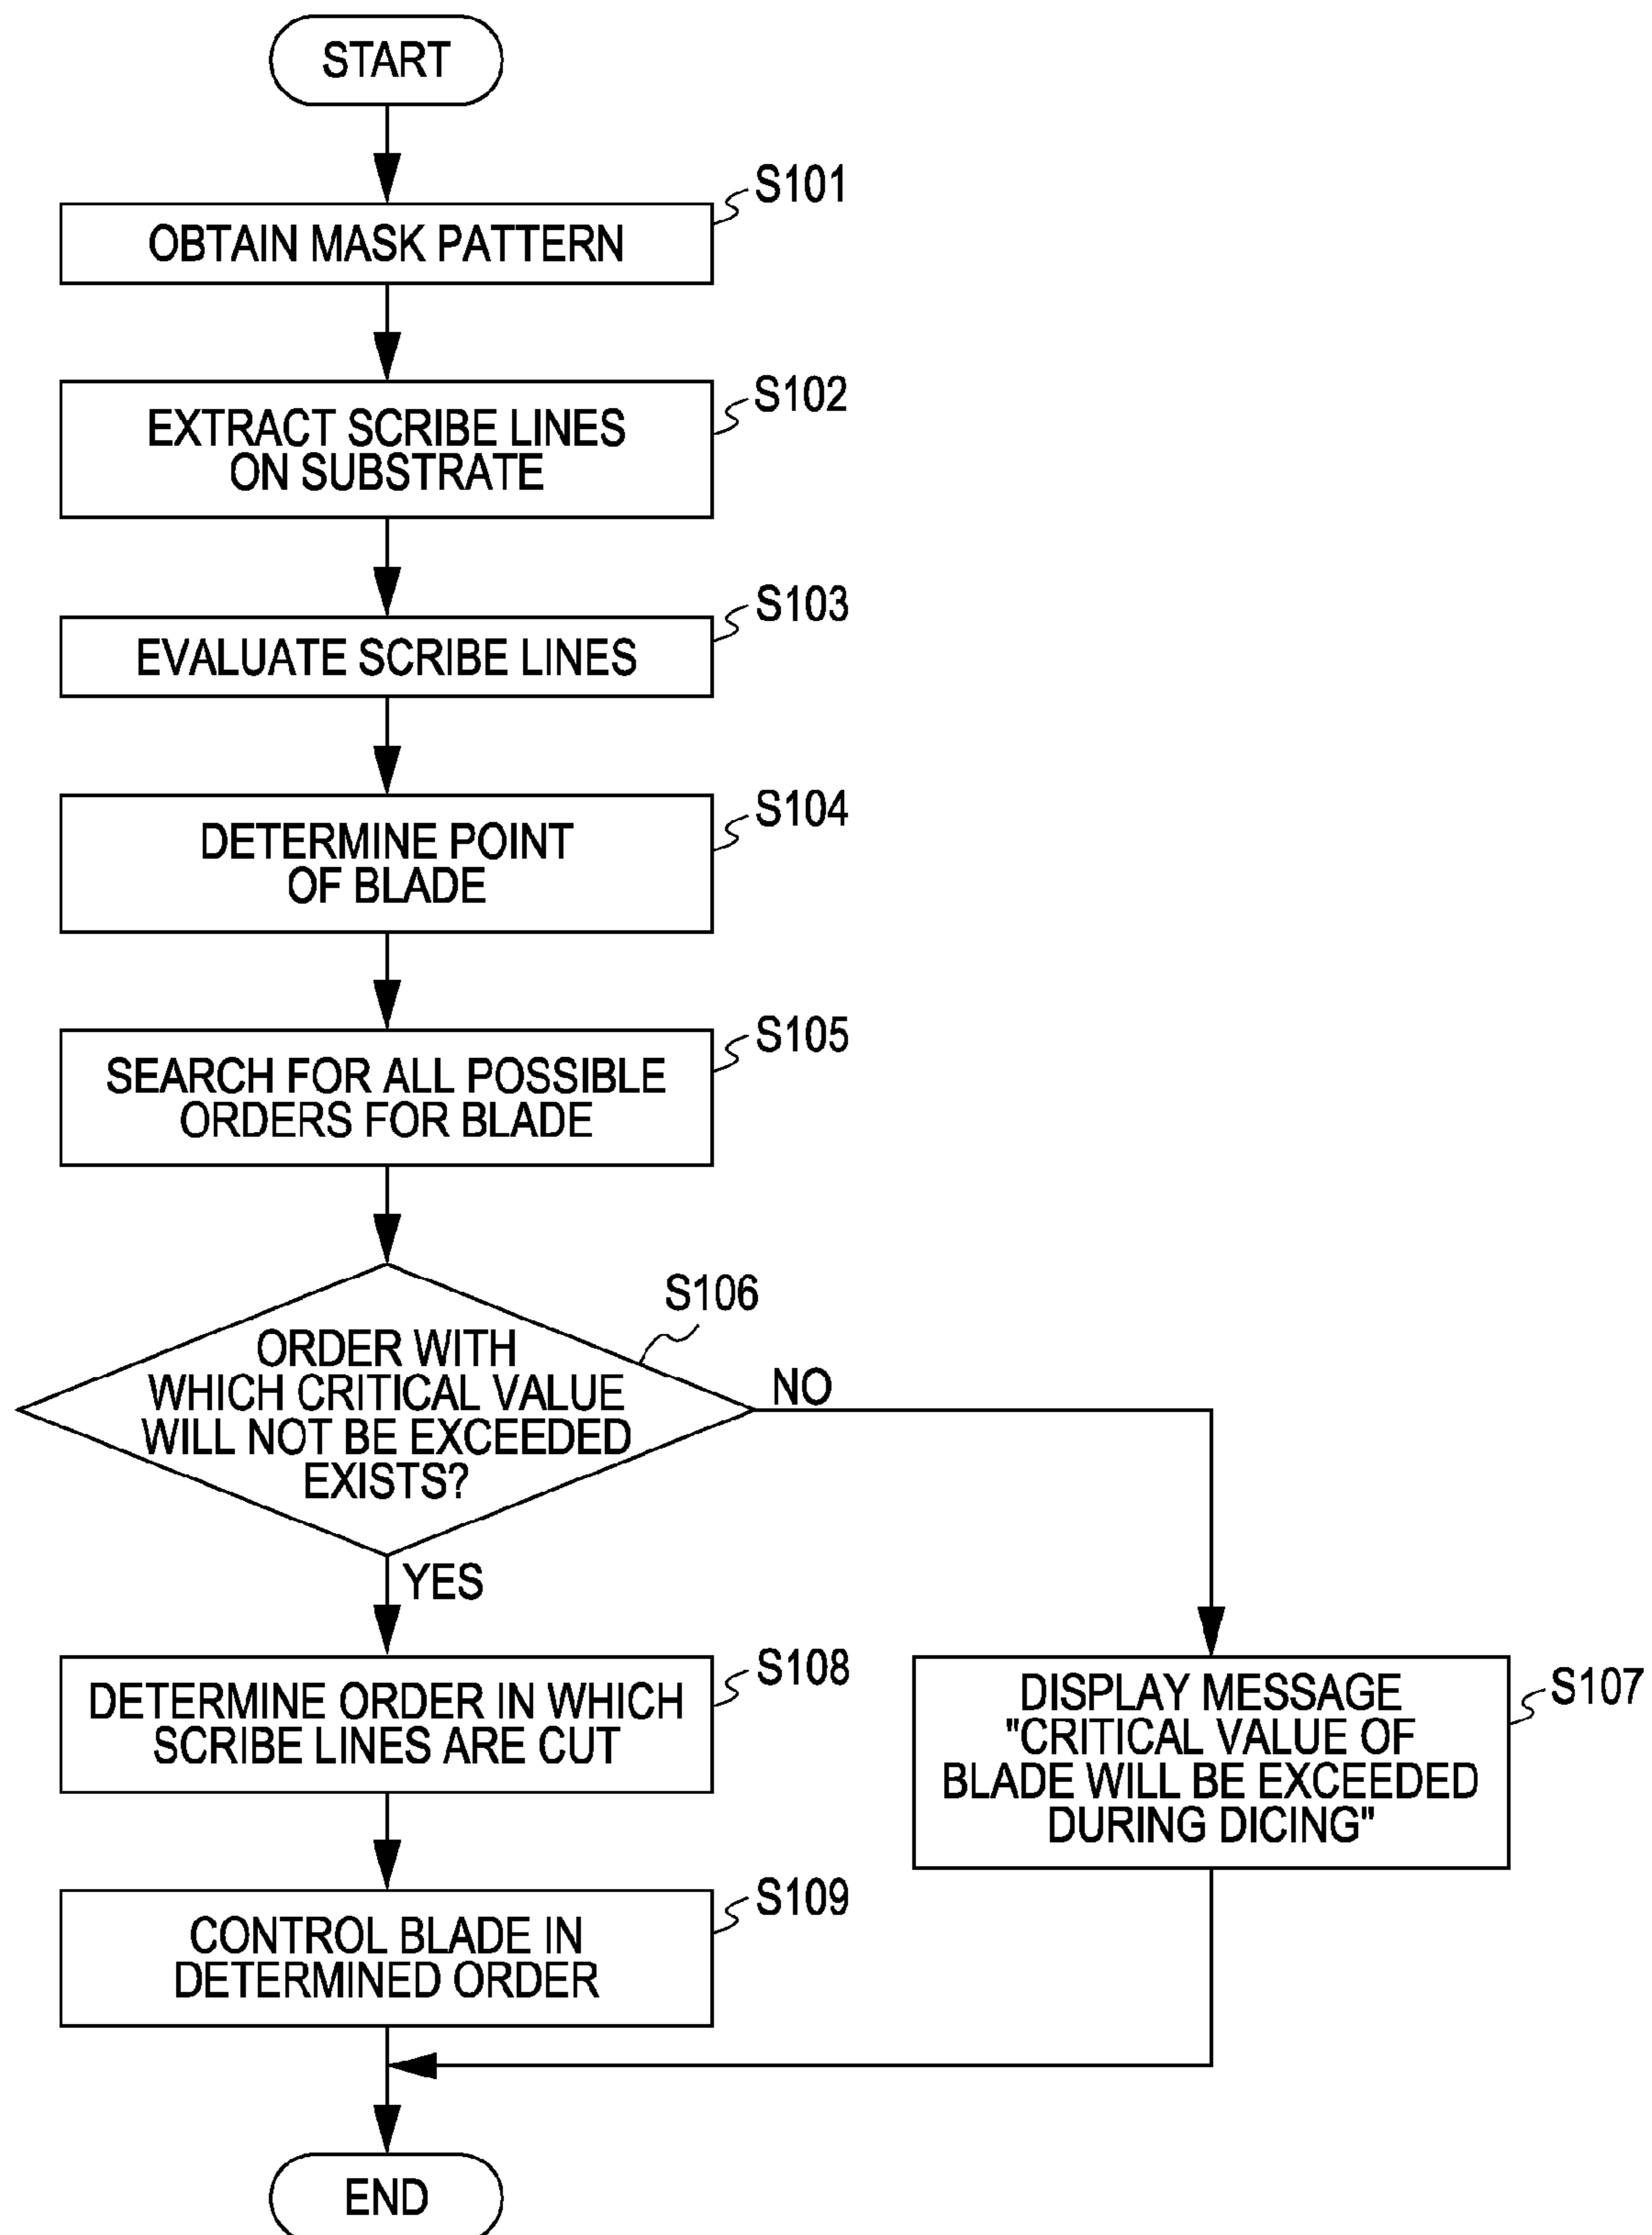 START
S101
OBTAIN MASK PATTERN
S102
EXTRACT SCRIBE LINES
ON SUBSTRATE
S103
EVALUATE SCRIBE LINES
S104
DETERMINE POINT
OF BLADE
S105
SEARCH FOR ALL POSSIBLE
ORDERS FOR BLADE
S106
ORDER WITH
WHICH CRITICAL VALUE
WILL NOT BE EXCEEDED
EXISTS?
NO
YES
S108
DETERMINE ORDER IN WHICH
SCRIBE LINES ARE CUT
S107
DISPLAY MESSAGE
"CRITICAL VALUE OF
BLADE WILL BE EXCEEDED
DURING DICING"
S109
CONTROL BLADE IN
DETERMINED ORDER
END